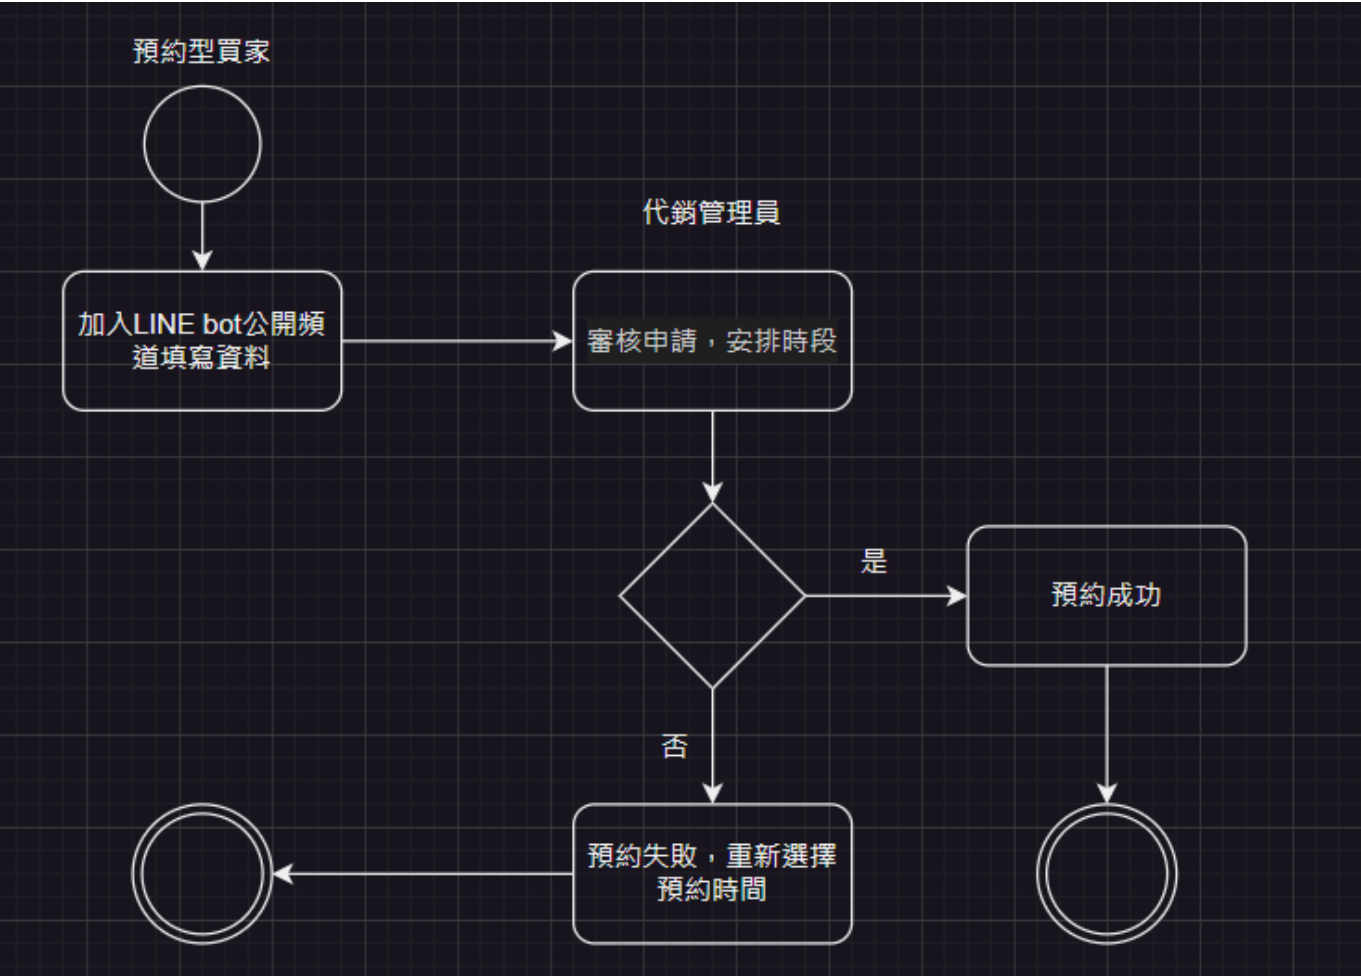 預約型買家
代銷管理員
加入LINE bot公開頻
道填寫資料
審核申請，安排時段
是
預約成功
否
預約失敗，重新選擇
預約時間